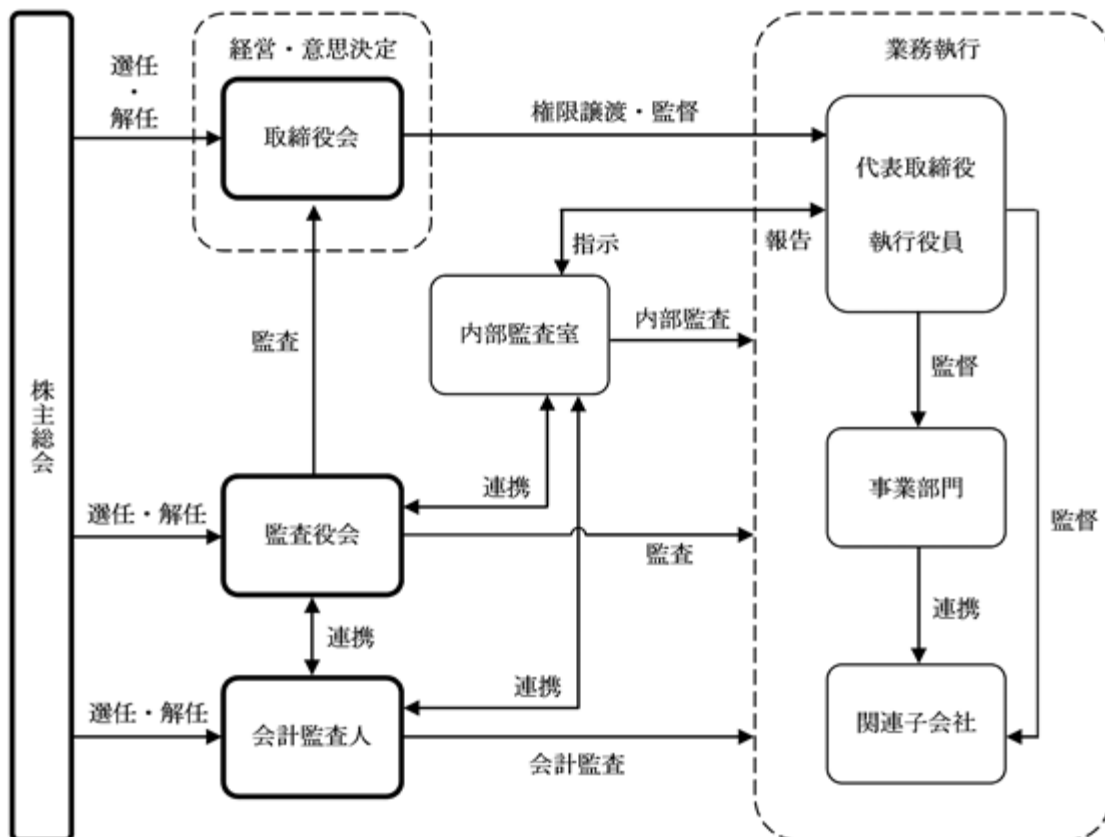 経営・意思決定
業務執行
選任
・
解任
取締役会
権限譲渡・監督
代表取締役
執行役員
指示
報告
内部監査室
内部監査
監査
監督
株主総会
連携
事業部門
選任・解任
監査役会
監査
監督
連携
連携
連携
選任・解任
会計監査人
会計監査
関連子会社